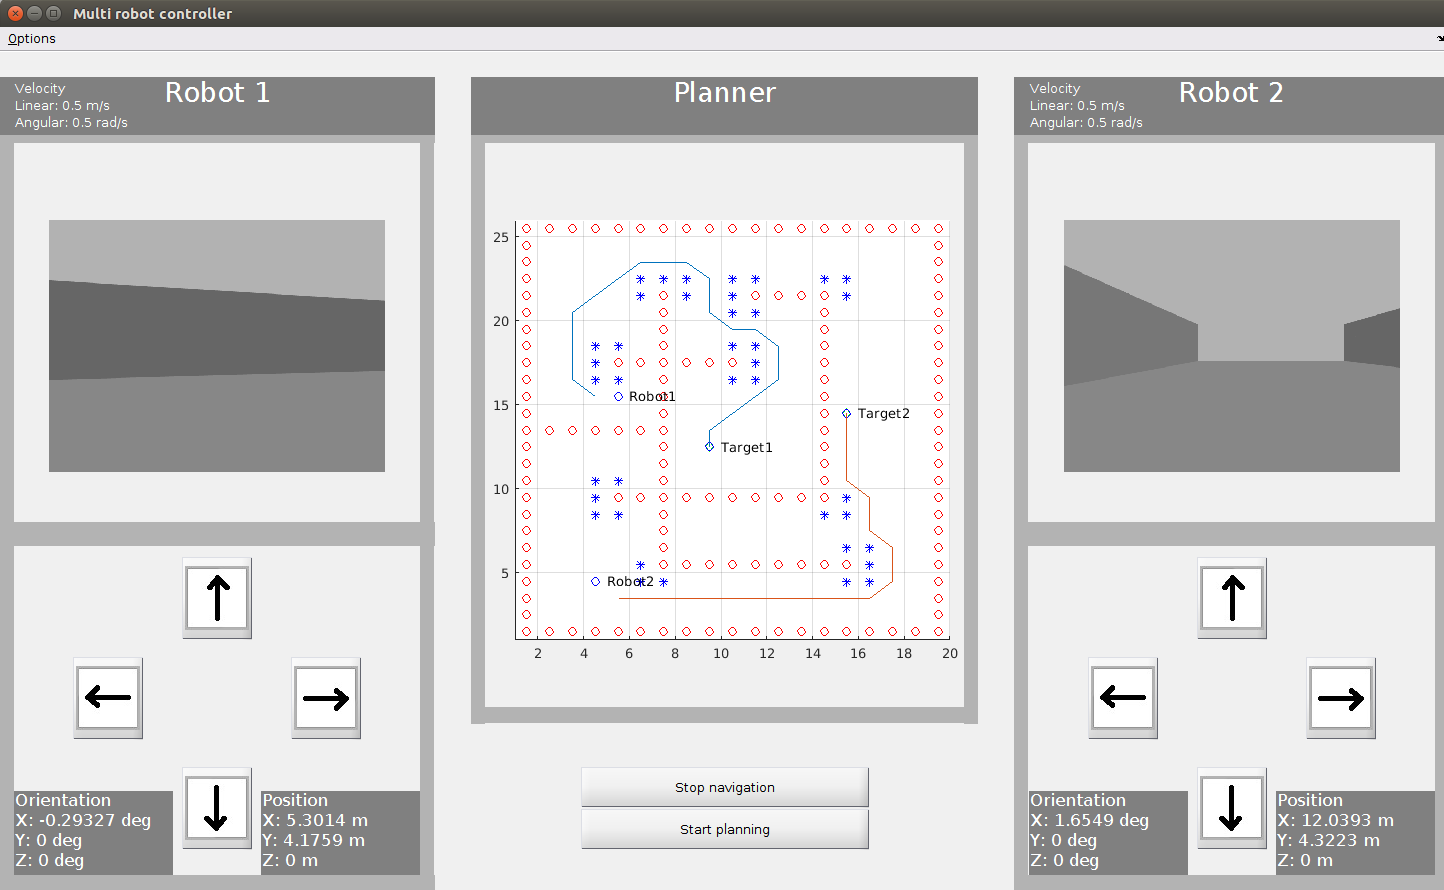 Multi robot controller
Options
Velocity
Linear: 0.5 m/s
Angular: 0.5 rad/s
Robot 1
Orientation
X: -0.29327 deg
Y: 0 deg
Z: 0 deg
Position
X: 5.3014 m
Y: 4.1759 m
Z: 0 m
Planner
25
20
15
10
5
2 4 6 8 10 12 14 16 18 20
Robot1
Target2
Target1
Robot2
Stop navigation
Start planning
Velocity
Linear: 0.5 m/s
Angular: 0.5 rad/s
Robot 2
Orientation
X: 1.6549 deg
Y: 0 deg
Z: 0 deg
Position
X: 12.0393 m
Y: 4.3223 m
Z: 0 m